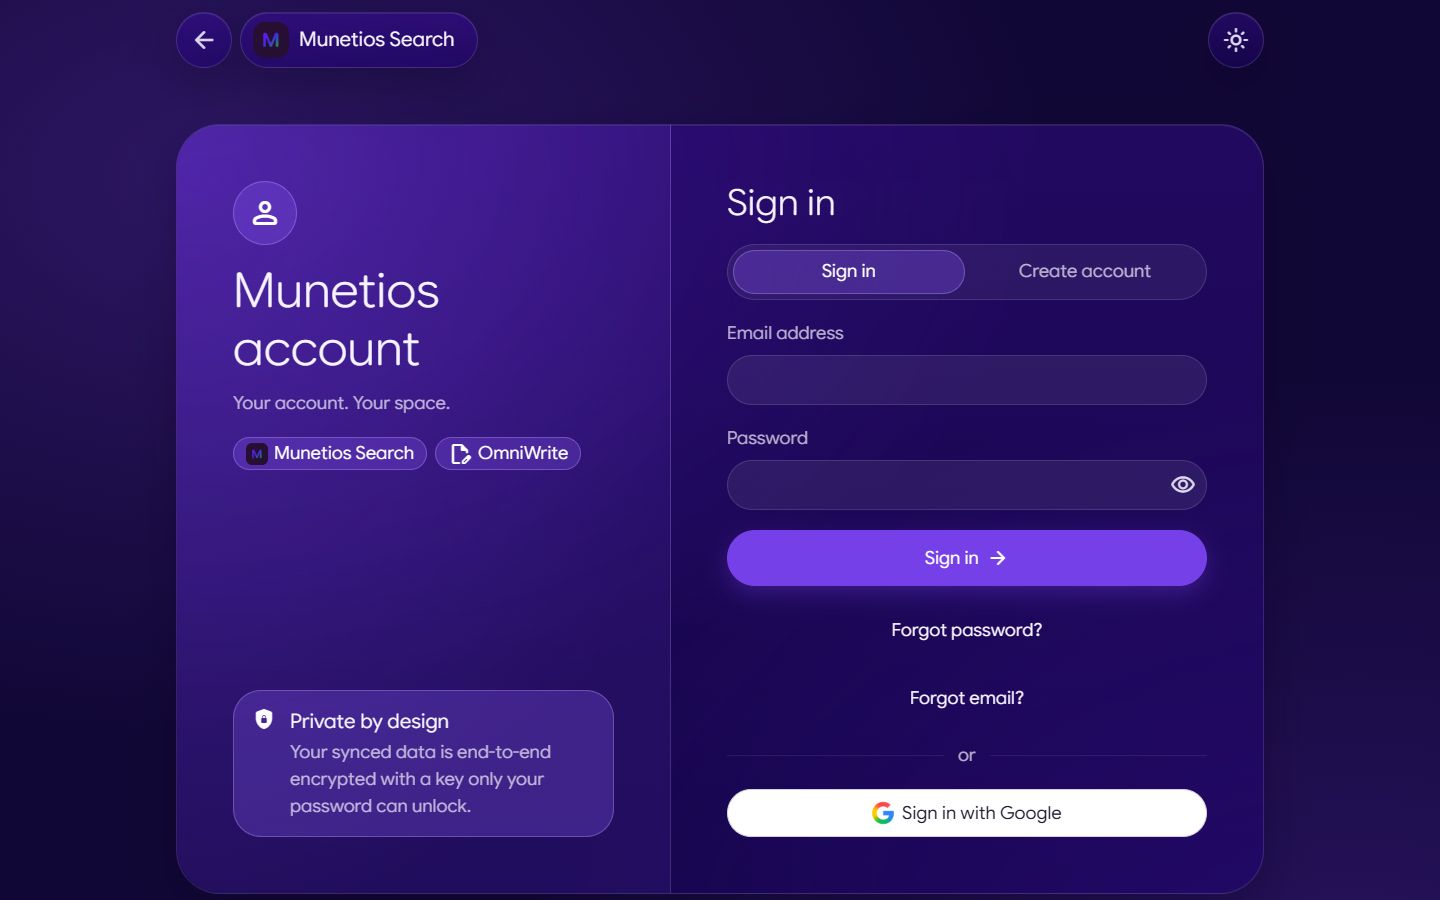 M Munetios Search
Munetios
account
Your account. Your space.
M Munetios Search
OmniWrite
Private by design
Your synced data is end-to-end
encrypted with a key only your
password can unlock.
Sign in
Sign in
Create account
Email address
Password
Sign in
Forgot password?
Forgot email?
or
Sign in with Google